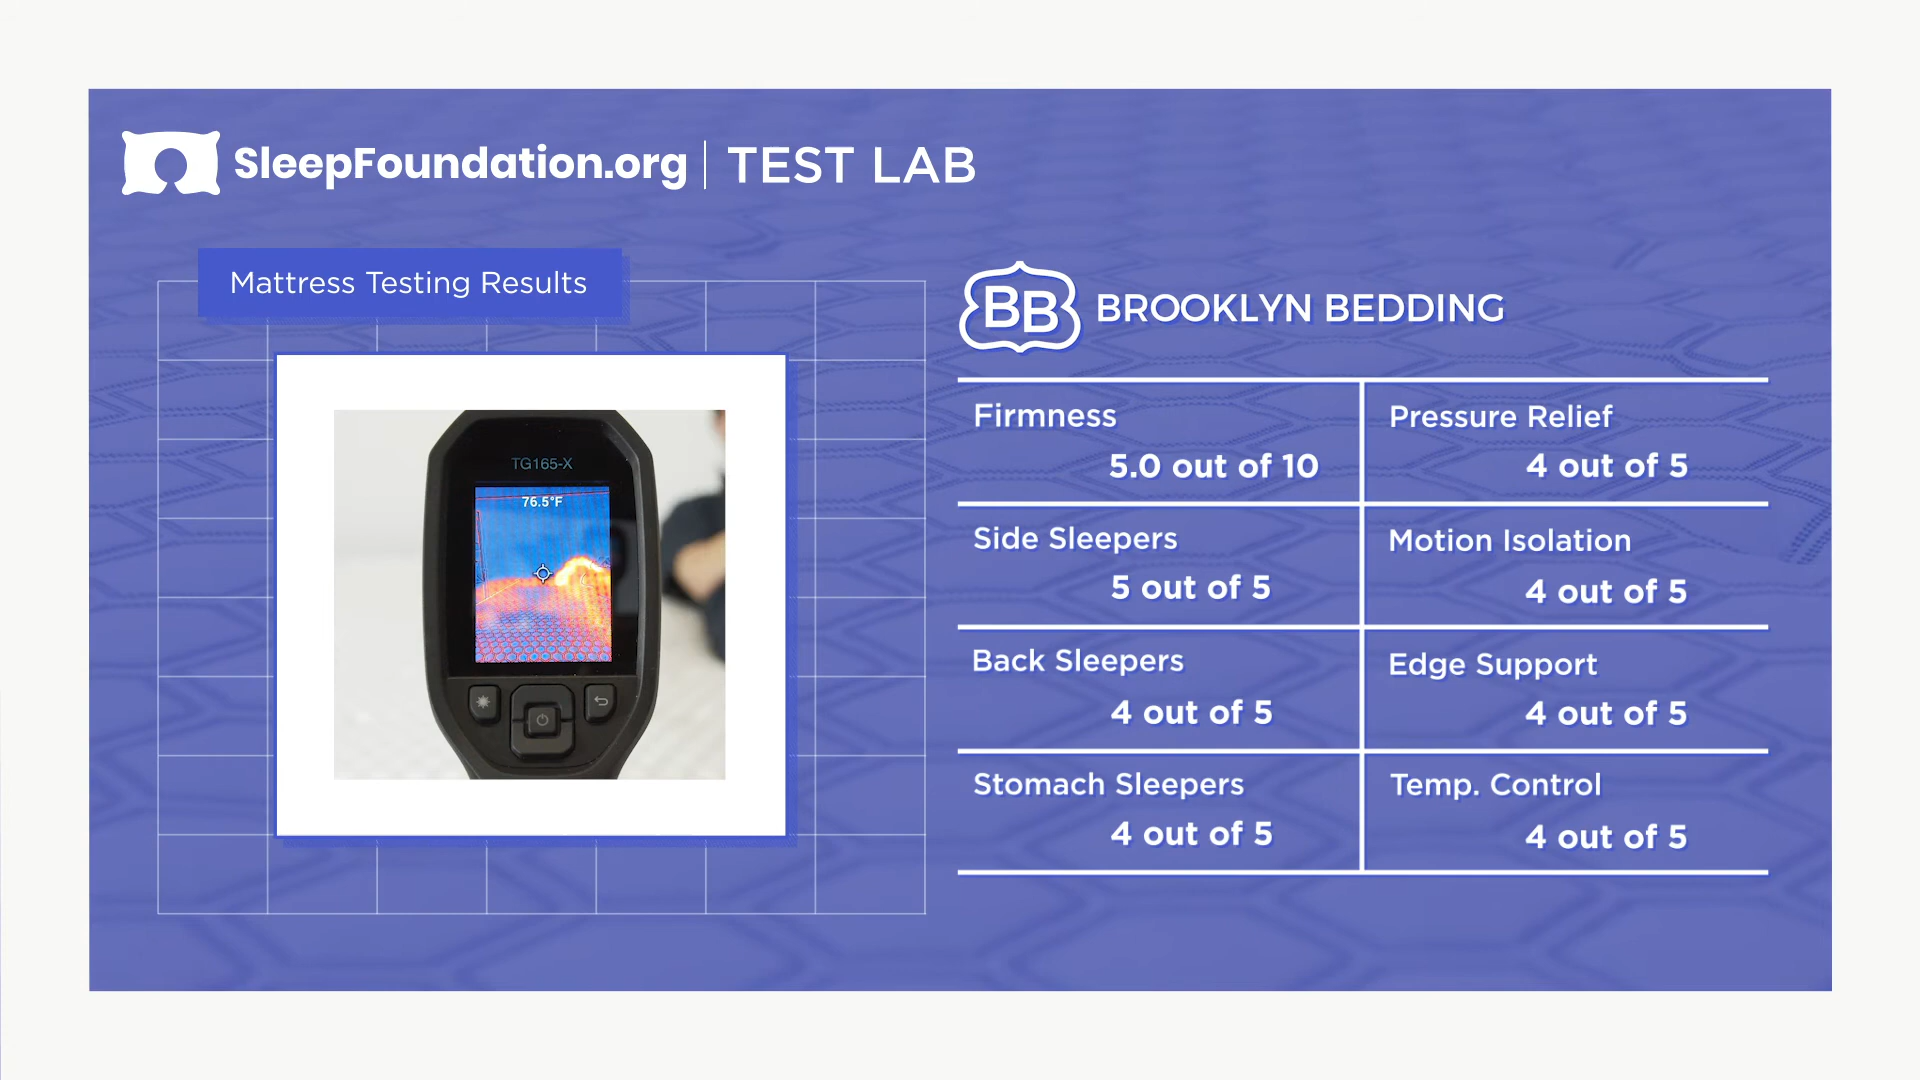 SleepFoundation.org | TEST LAB
Mattress Testing Results
TG165-X
76.5°F
BB BROOKLYN BEDDING
Firmness
5.0 out of 10
Pressure Relief
4 out of 5
Side Sleepers
5 out of 5
Motion Isolation
4 out of 5
Back Sleepers
4 out of 5
Edge Support
4 out of 5
Stomach Sleepers
4 out of 5
Temp. Control
4 out of 5